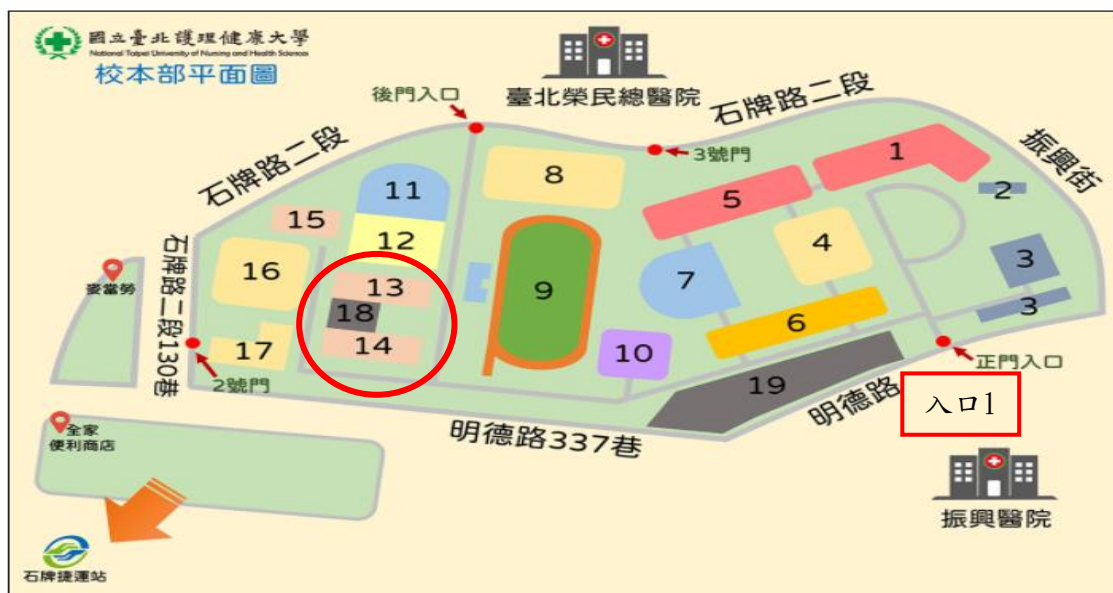 國立臺北護理健康大學
National Taipei University of Nursing and Health Sciences
校本部平面圖
臺北榮民總醫院
後門入口
石牌路二段
3號門
石牌路二段
振興街
1
2
3
3
4
5
6
7
8
9
10
11
12
13
14
15
16
17
18
19
石牌路二段130巷
麥當勞
2號門
正門入口
明德路
入口1
明德路337巷
全家
便利商店
振興醫院
石牌捷運站